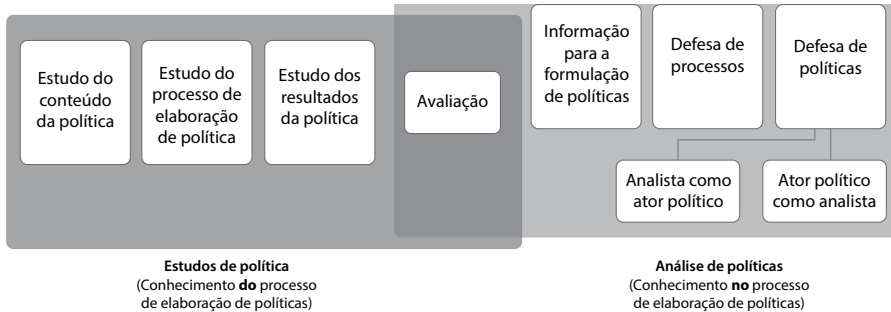 Estudo do
conteúdo
da política
Estudo do
processo de
elaboração
de política
Estudo dos
resultados
da política
Avaliação
Informação
para a
formulação
de políticas
Defesa de
processos
Defesa de
políticas
Analista como
ator político
Ator político
como analista
Estudos de política
(Conhecimento do processo
de elaboração de políticas)
Análise de políticas
(Conhecimento no processo
de elaboração de políticas)